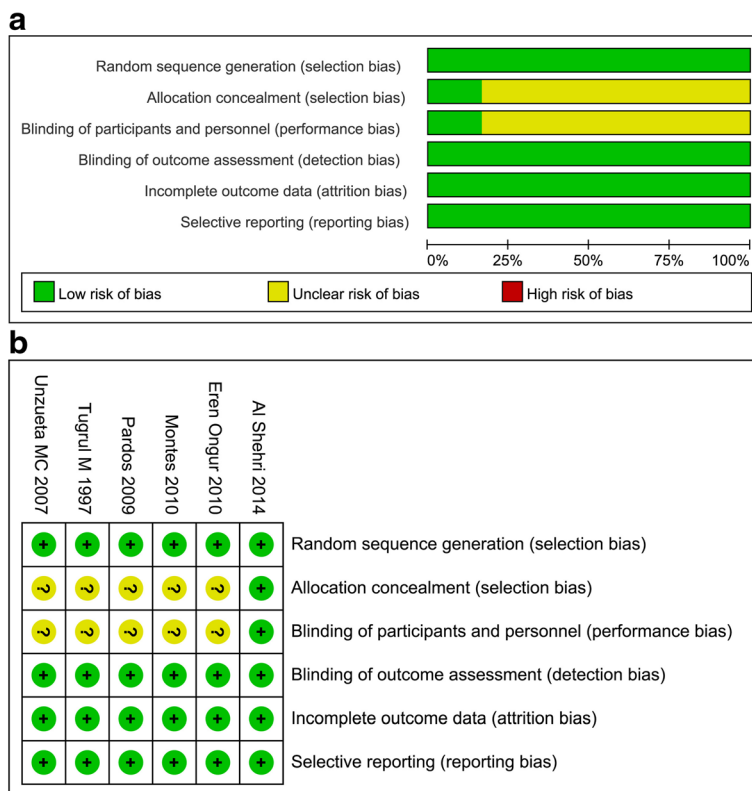 a
Random sequence generation (selection bias)
Allocation concealment (selection bias)
Blinding of participants and personnel (performance bias)
Blinding of outcome assessment (detection bias)
Incomplete outcome data (attrition bias)
Selective reporting (reporting bias)
0% 25% 50% 75% 100%
Low risk of bias Unclear risk of bias High risk of bias
b
Unzueta MC 2007
Tugrul M 1997
Pardos 2009
Montes 2010
Eren Ongur 2010
Al Shehri 2014
+ + + + + + Random sequence generation (selection bias)
? ? ? ? ? + Allocation concealment (selection bias)
? ? ? ? ? + Blinding of participants and personnel (performance bias)
+ + + + + + Blinding of outcome assessment (detection bias)
+ + + + + + Incomplete outcome data (attrition bias)
+ + + + + + Selective reporting (reporting bias)